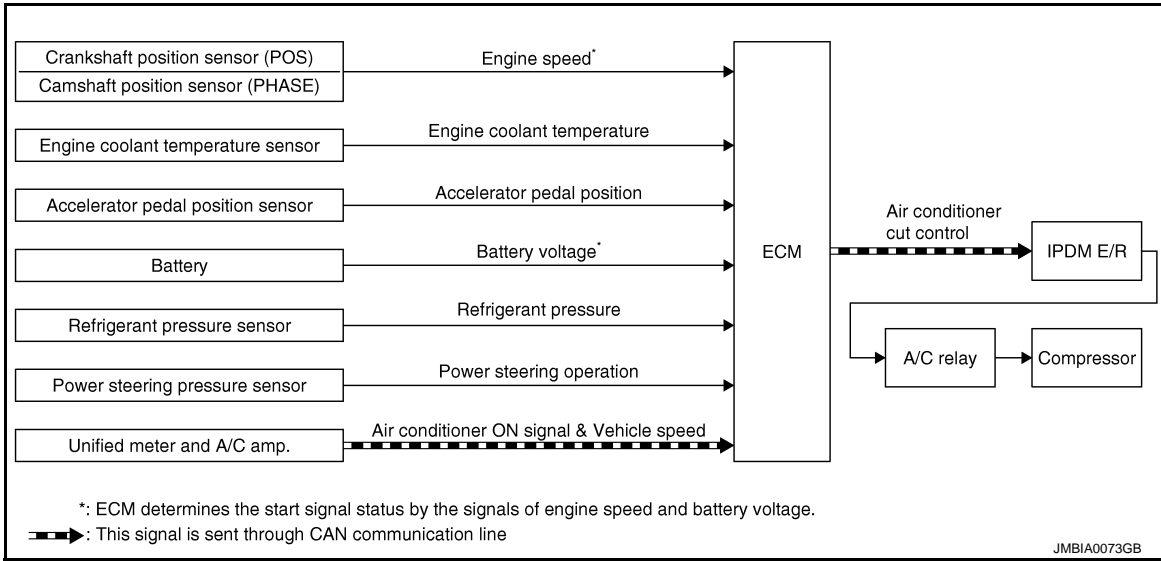 Crankshaft position sensor (POS)
Camshaft position sensor (PHASE)
Engine speed*
Engine coolant temperature sensor
Engine coolant temperature
Accelerator pedal position sensor
Accelerator pedal position
Battery
Battery voltage*
Refrigerant pressure sensor
Refrigerant pressure
Power steering pressure sensor
Power steering operation
Unified meter and A/C amp.
Air conditioner ON signal & Vehicle speed
ECM
Air conditioner
cut control
IPDM E/R
A/C relay
Compressor
*: ECM determines the start signal status by the signals of engine speed and battery voltage.
: This signal is sent through CAN communication line
JMBIA0073GB